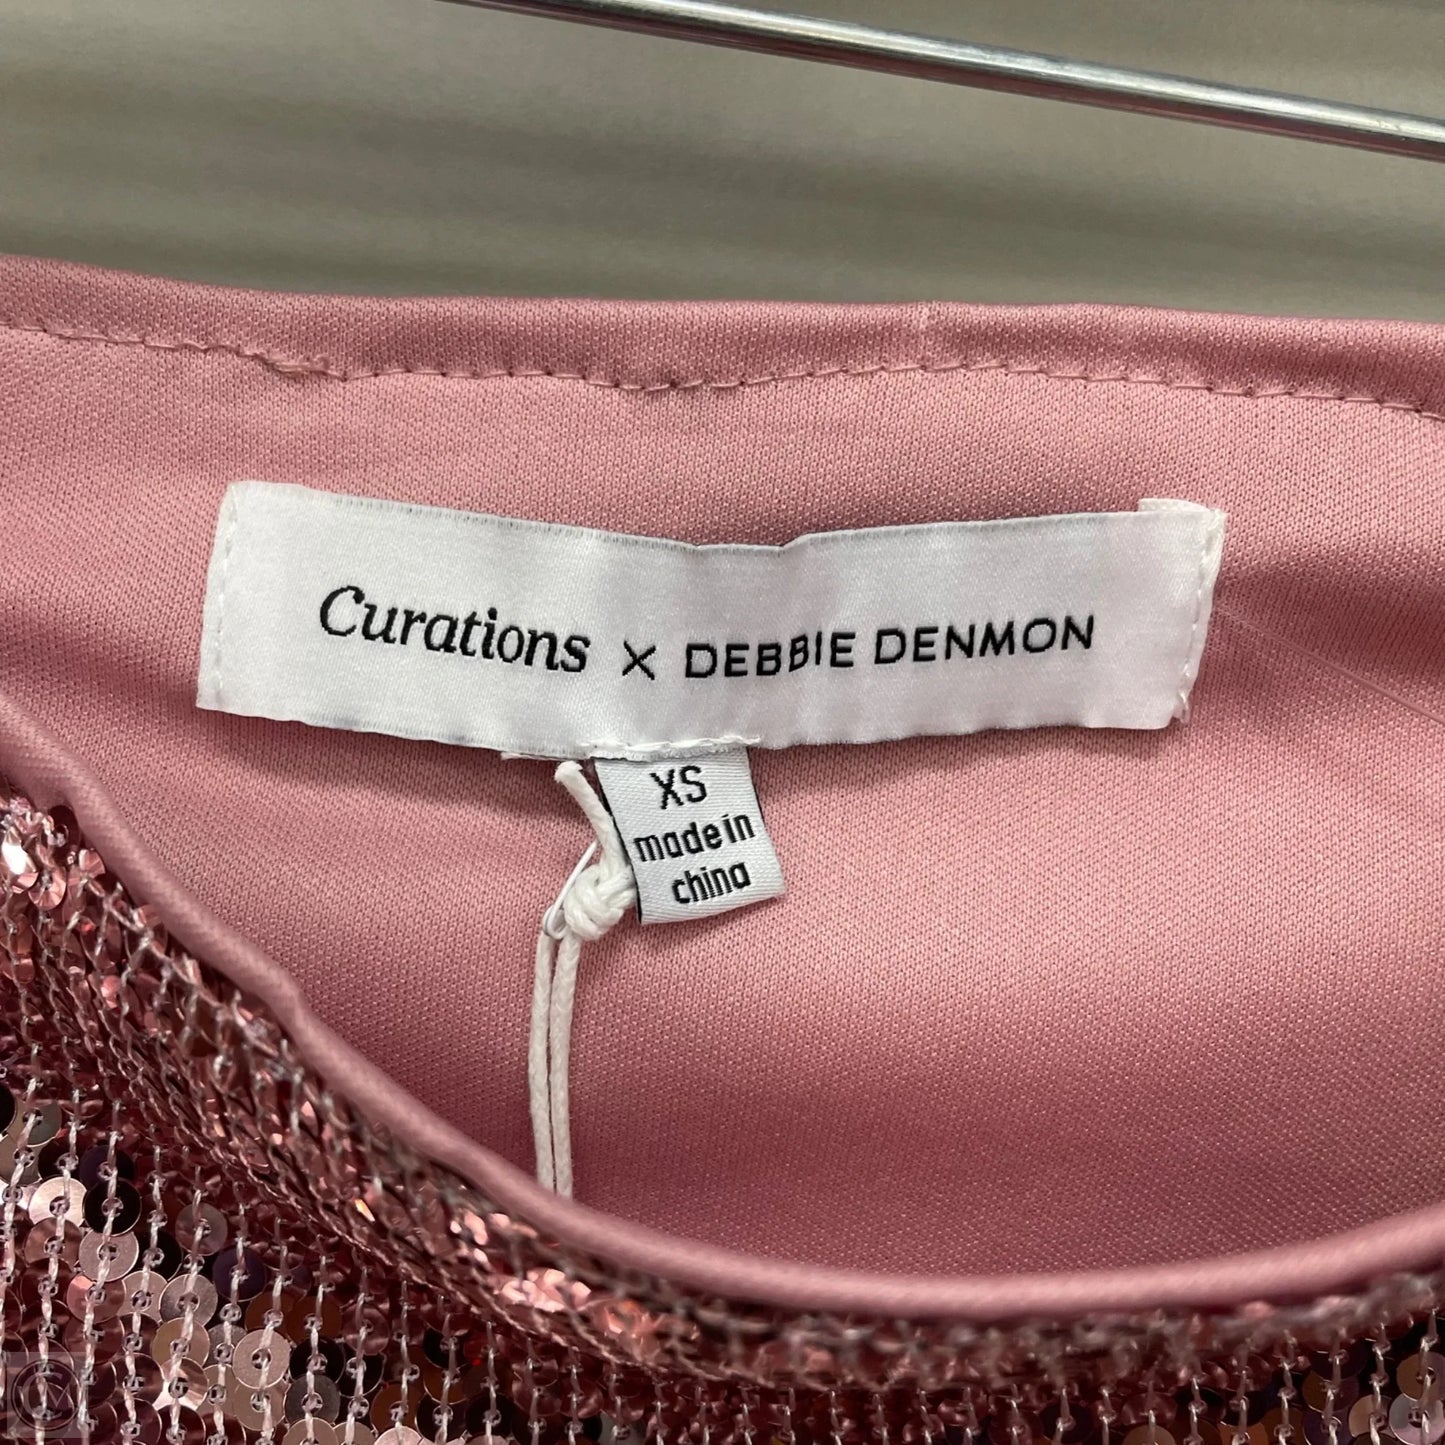 Curations x DEBBIE DENMON
XS
made in
china